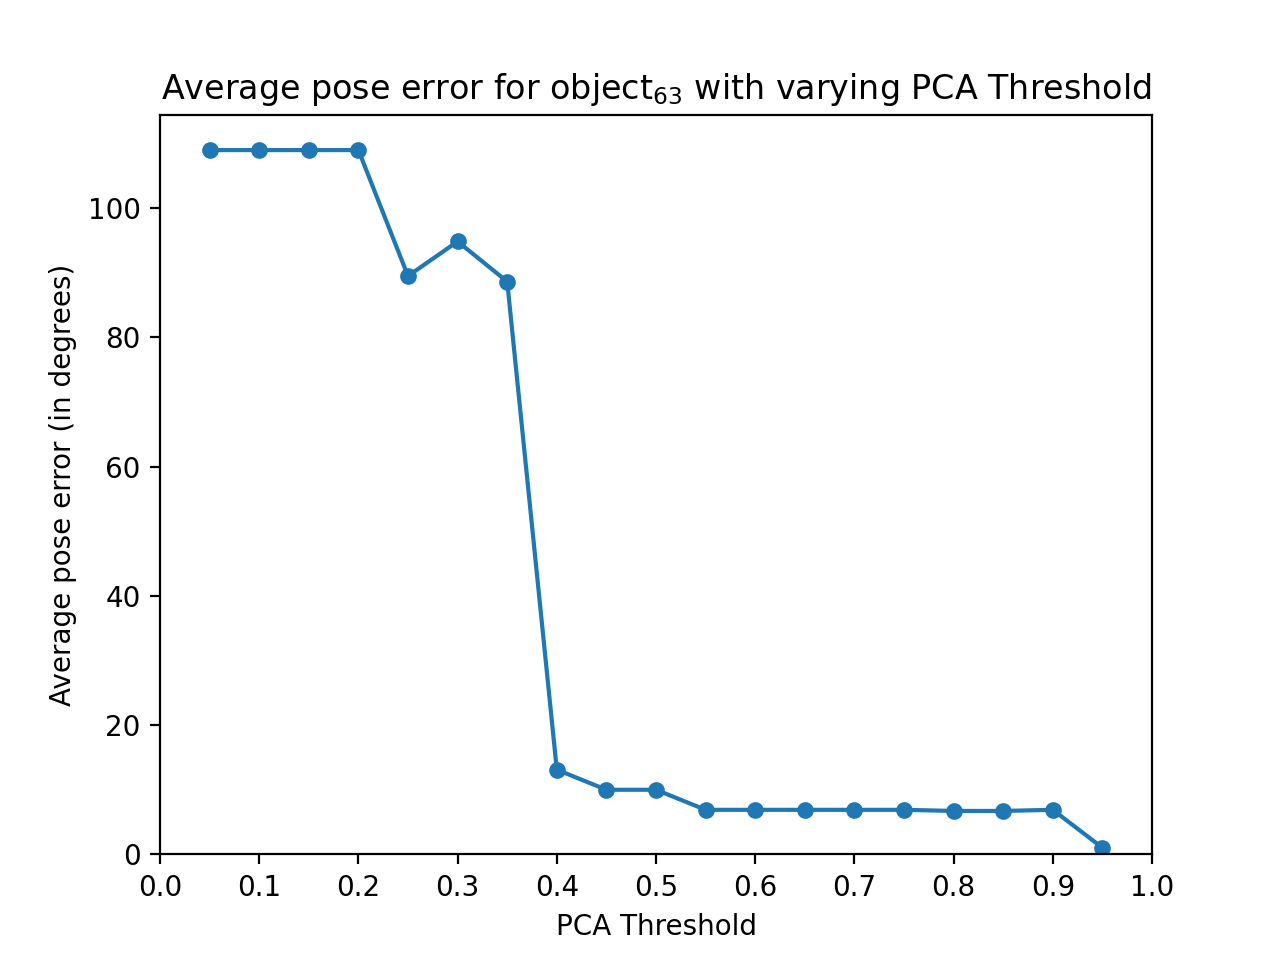 Average pose error for object₆₃ with varying PCA Threshold
Average pose error (in degrees)
100
80
60
40
20
0
0.0 0.1 0.2 0.3 0.4 0.5 0.6 0.7 0.8 0.9 1.0
PCA Threshold